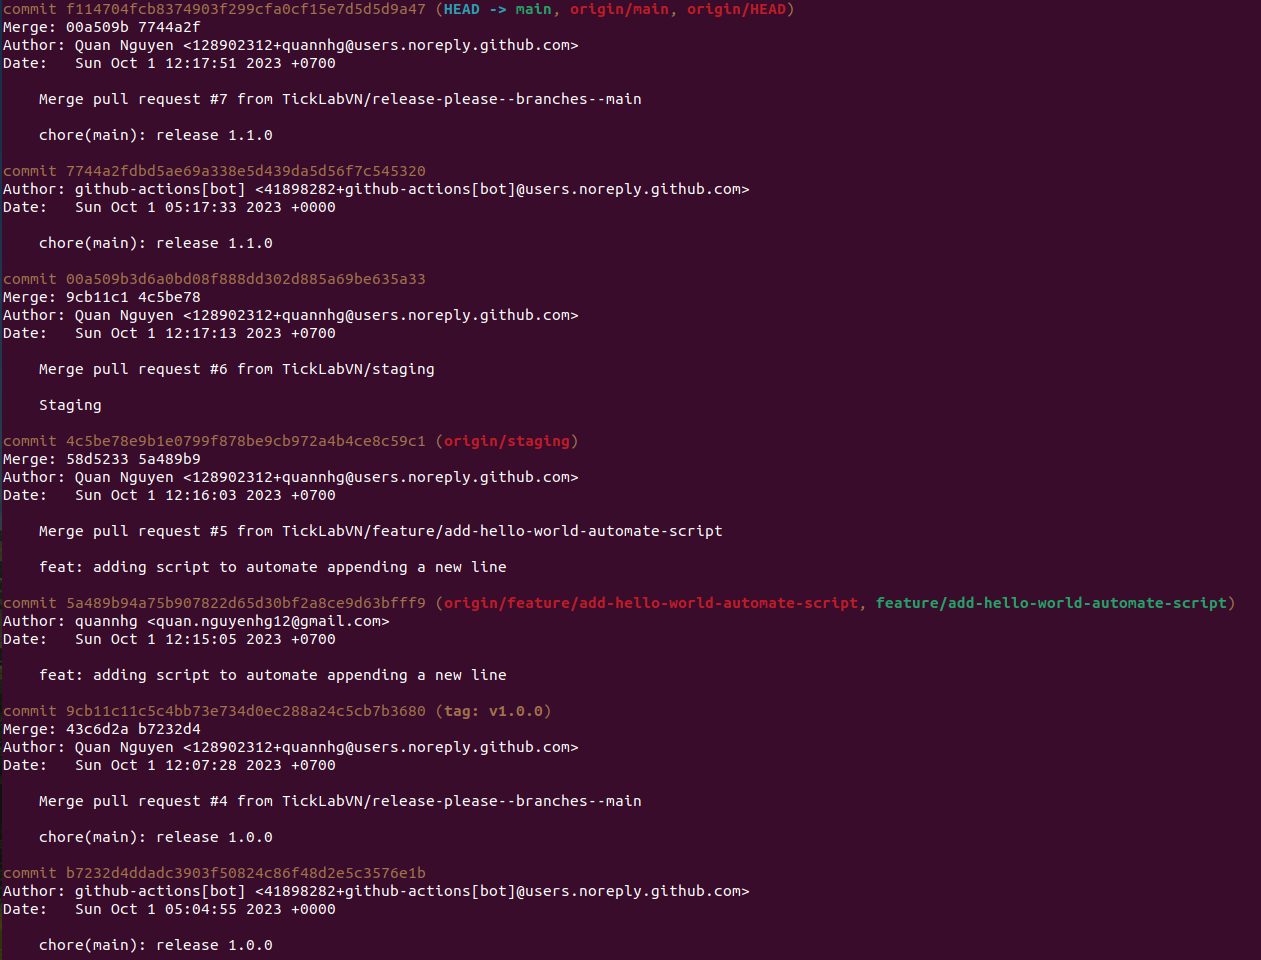 commit f114704fcb8374903f299cfa0cf15e7d5d5d9a47 (HEAD -> main, origin/main, origin/HEAD)
Merge: 00a509b 7744a2f
Author: Quan Nguyen <128902312+quannhg@users.noreply.github.com>
Date:   Sun Oct 1 12:17:51 2023 +0700
Merge pull request #7 from TickLabVN/release-please--branches--main
chore(main): release 1.1.0
commit 7744a2fdbd5ae69a338e5d439da5d56f7c545320
Author: github-actions[bot] <41898282+github-actions[bot]@users.noreply.github.com>
Date:   Sun Oct 1 05:17:33 2023 +0000
chore(main): release 1.1.0
commit 00a509b3d6a0bd08f888dd302d885a69be635a33
Merge: 9cb11c1 4c5be78
Author: Quan Nguyen <128902312+quannhg@users.noreply.github.com>
Date:   Sun Oct 1 12:17:13 2023 +0700
Merge pull request #6 from TickLabVN/staging
Staging
commit 4c5be78e9b1e0799f878be9cb972a4b4ce8c59c1 (origin/staging)
Merge: 58d5233 5a489b9
Author: Quan Nguyen <128902312+quannhg@users.noreply.github.com>
Date:   Sun Oct 1 12:16:03 2023 +0700
Merge pull request #5 from TickLabVN/feature/add-hello-world-automate-script
feat: adding script to automate appending a new line
commit 5a489b94a75b907822d65d30bf2a8ce9d63bfff9 (origin/feature/add-hello-world-automate-script, feature/add-hello-world-automate-script)
Author: quannhg <quan.nguyenhg12@gmail.com>
Date:   Sun Oct 1 12:15:05 2023 +0700
feat: adding script to automate appending a new line
commit 9cb11c11c5c4bb73e734d0ec288a24c5cb7b3680 (tag: v1.0.0)
Merge: 43c6d2a b7232d4
Author: Quan Nguyen <128902312+quannhg@users.noreply.github.com>
Date:   Sun Oct 1 12:07:28 2023 +0700
Merge pull request #4 from TickLabVN/release-please--branches--main
chore(main): release 1.0.0
commit b7232d4ddadc3903f50824c86f48d2e5c3576e1b
Author: github-actions[bot] <41898282+github-actions[bot]@users.noreply.github.com>
Date:   Sun Oct 1 05:04:55 2023 +0000
chore(main): release 1.0.0